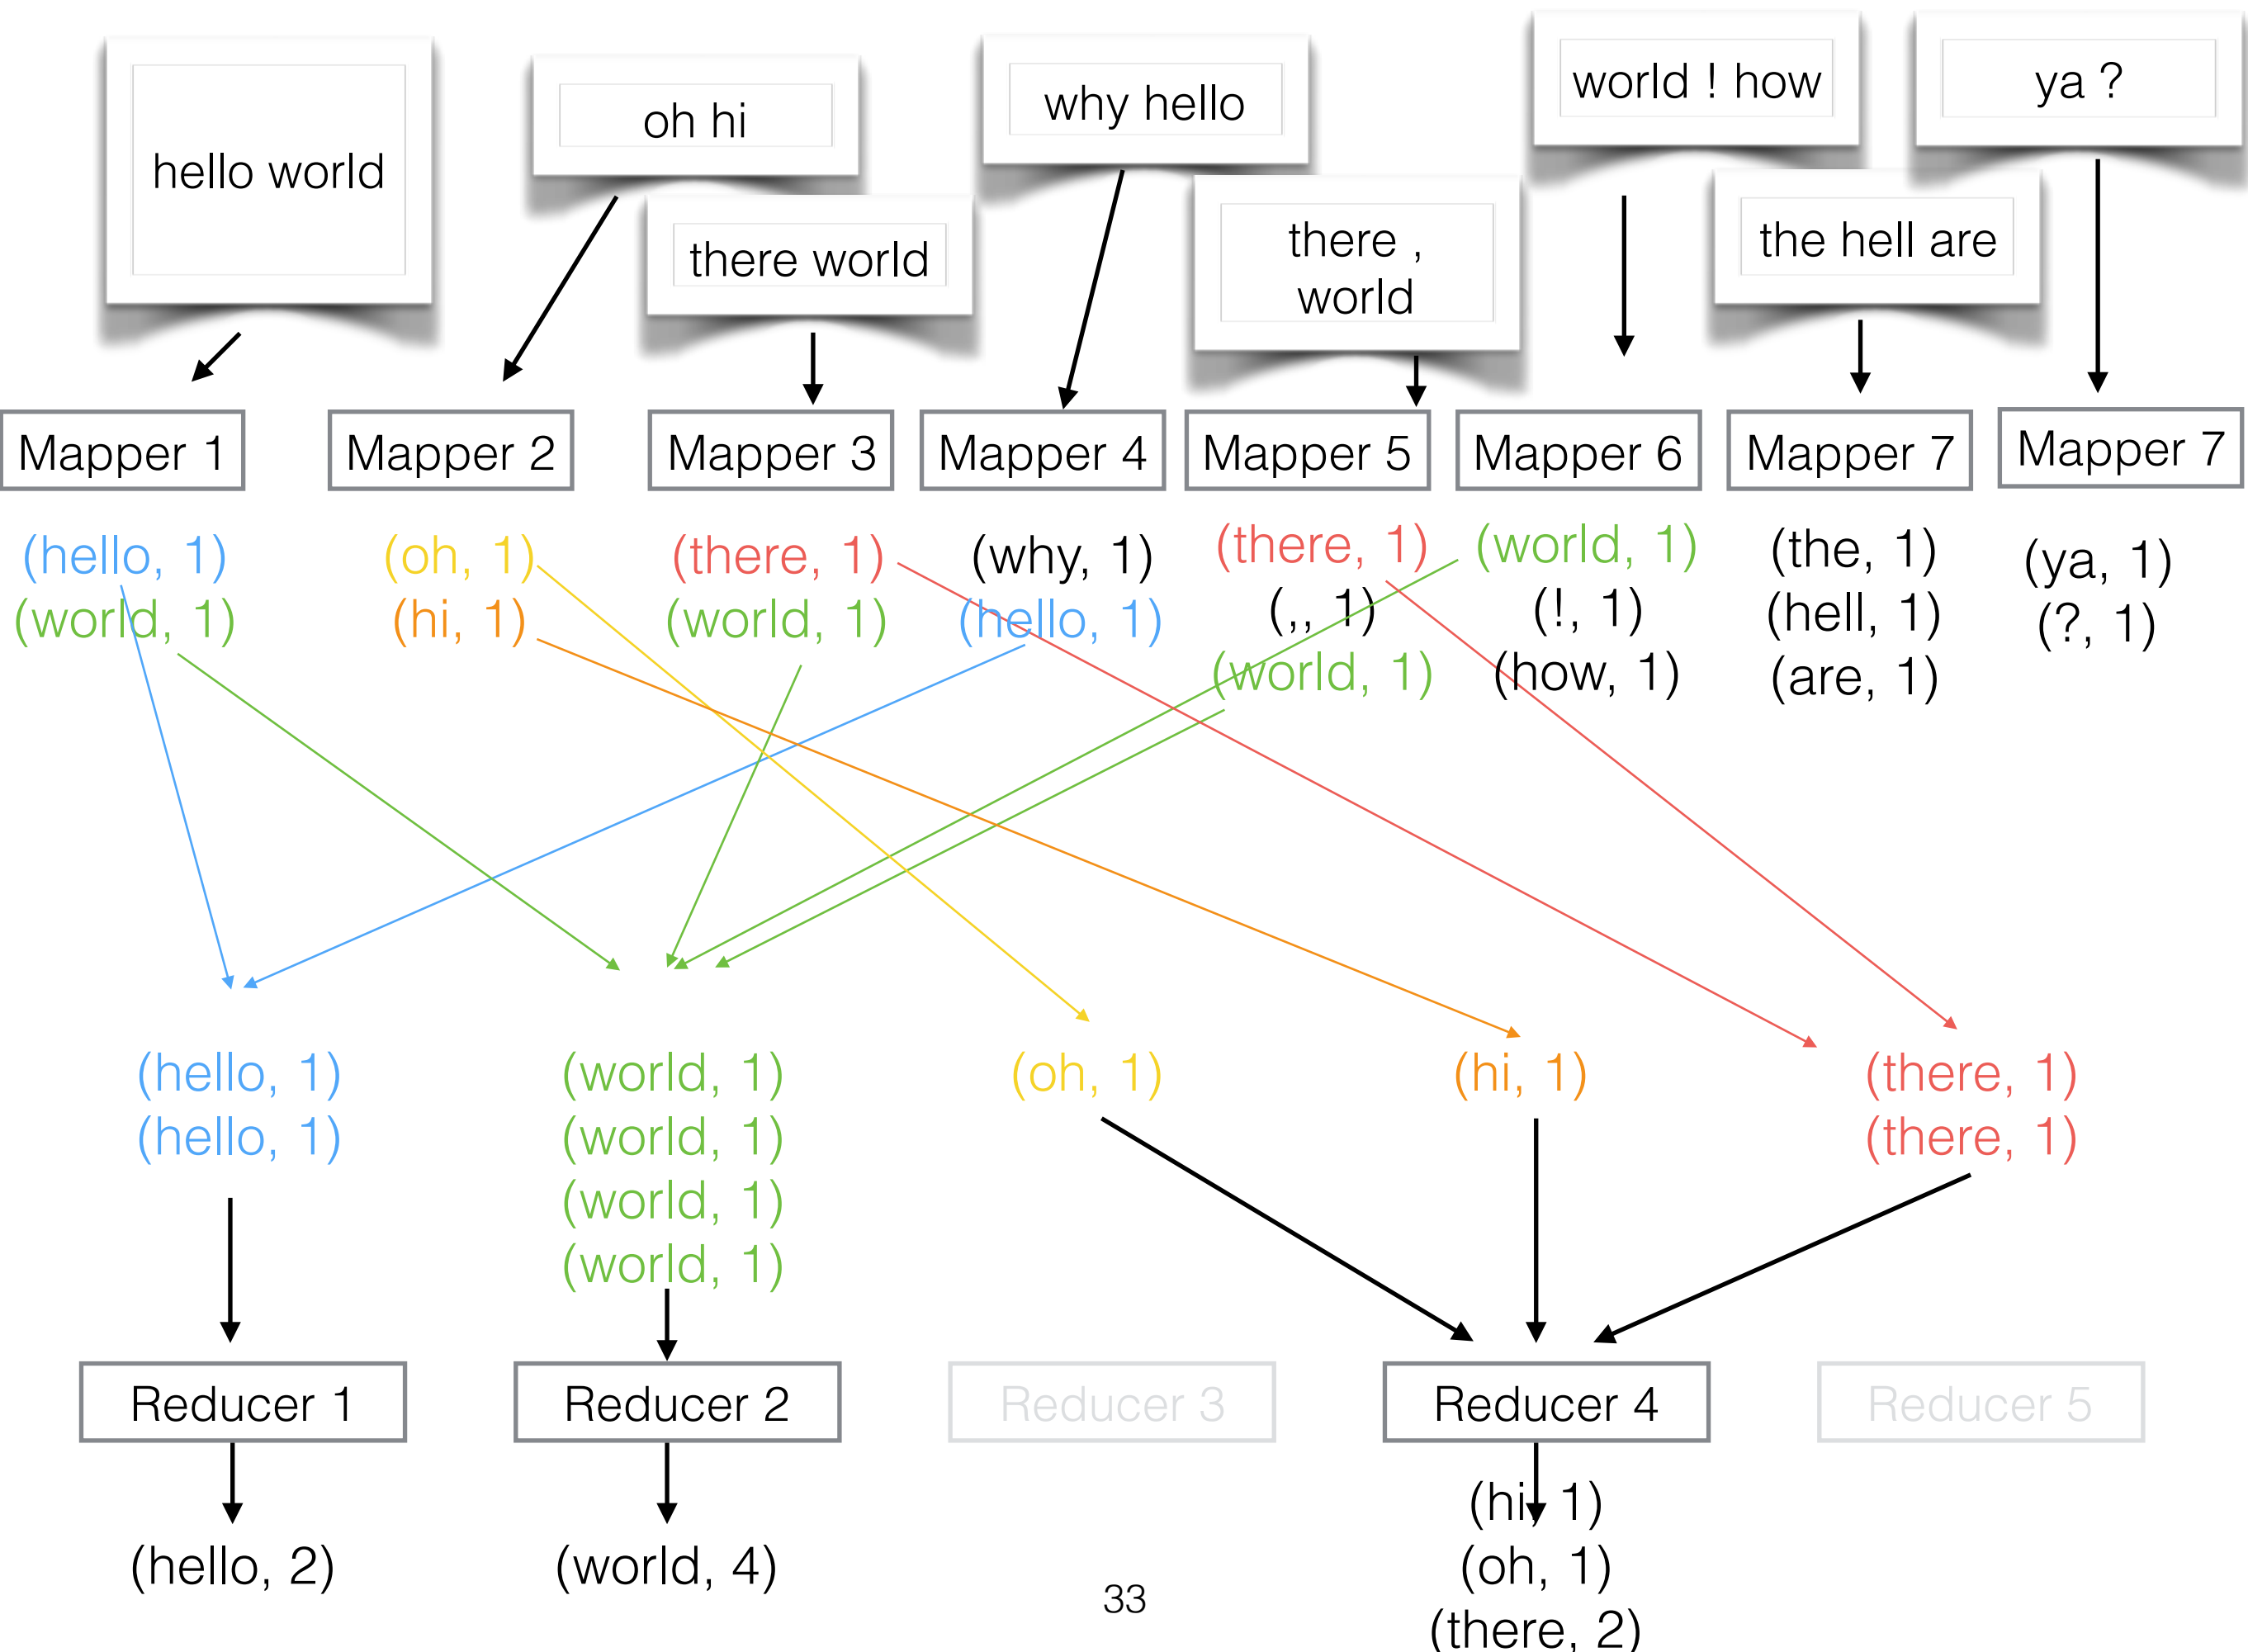 hello world
oh hi
there world
why hello
there ,
world
world ! how
the hell are
ya ?
Mapper 1
Mapper 2
Mapper 3
Mapper 4
Mapper 5
Mapper 6
Mapper 7
Mapper 7
(hello, 1)
(world, 1)
(oh, 1)
(hi, 1)
(there, 1)
(world, 1)
(why, 1)
(hello, 1)
(there, 1)
(,, 1)
(world, 1)
(world, 1)
(!, 1)
(how, 1)
(the, 1)
(hell, 1)
(are, 1)
(ya, 1)
(?, 1)
(hello, 1)
(hello, 1)
(world, 1)
(world, 1)
(world, 1)
(world, 1)
(oh, 1)
(hi, 1)
(there, 1)
(there, 1)
Reducer 1
Reducer 2
Reducer 3
Reducer 4
Reducer 5
(hello, 2)
(world, 4)
(hi, 1)
(oh, 1)
(there, 2)
33